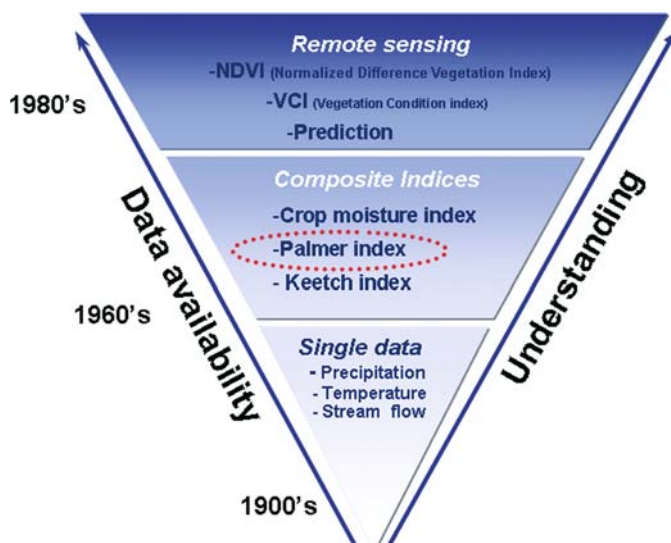 Remote sensing
-NDVI (Normalized Difference Vegetation Index)
-VCI (Vegetation Condition index)
-Prediction
1980's
Composite Indices
-Crop moisture index
-Palmer index
- Keetch index
1960's
Single data
- Precipitation
- Temperature
- Stream flow
1900's
Data availability
Understanding